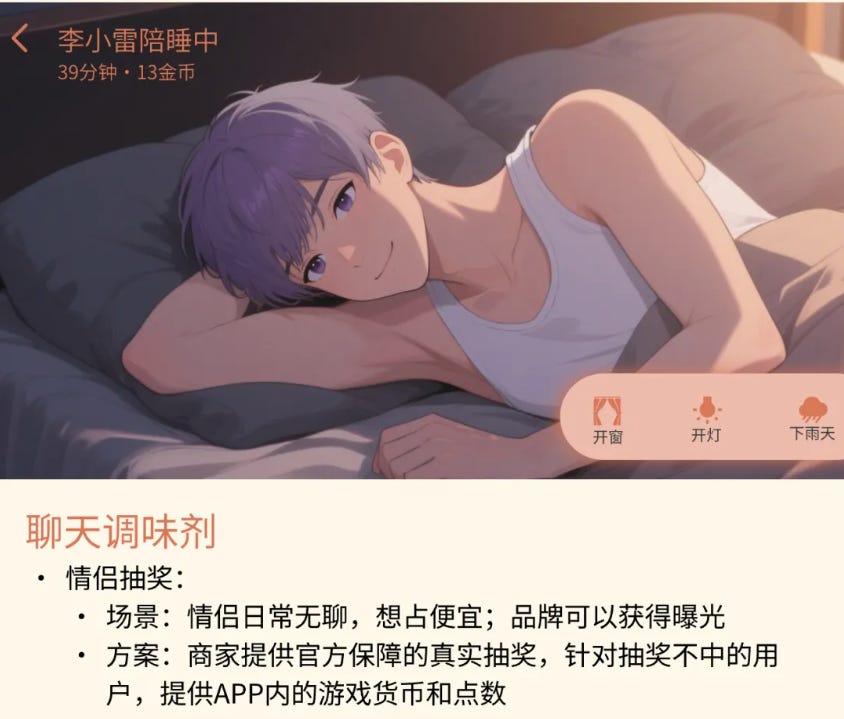 李小雷陪睡中
39分钟・13金币
开窗
开灯
下雨天
聊天调味剂
• 情侣抽奖：
• 场景：情侣日常无聊，想占便宜；品牌可以获得曝光
• 方案：商家提供官方保障的真实抽奖，针对抽奖不中的用
户，提供APP内的游戏货币和点数